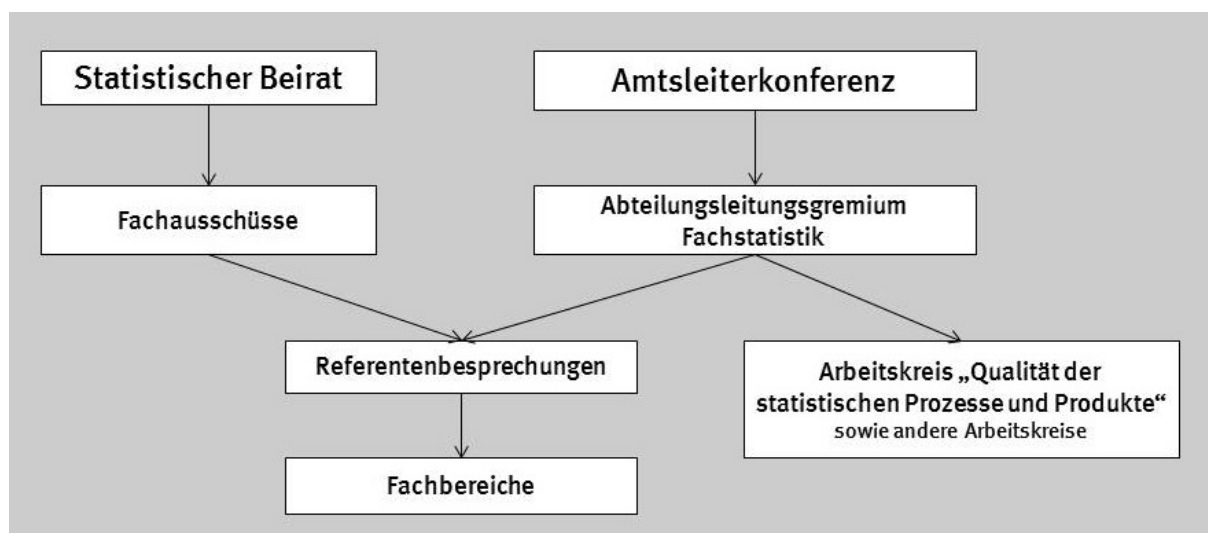 Statistischer Beirat
Amtsleiterkonferenz
Fachausschüsse
Abteilungsleitungsgremium
Fachstatistik
Referentenbesprechungen
Arbeitskreis „Qualität der
statistischen Prozesse und Produkte“
sowie andere Arbeitskreise
Fachbereiche